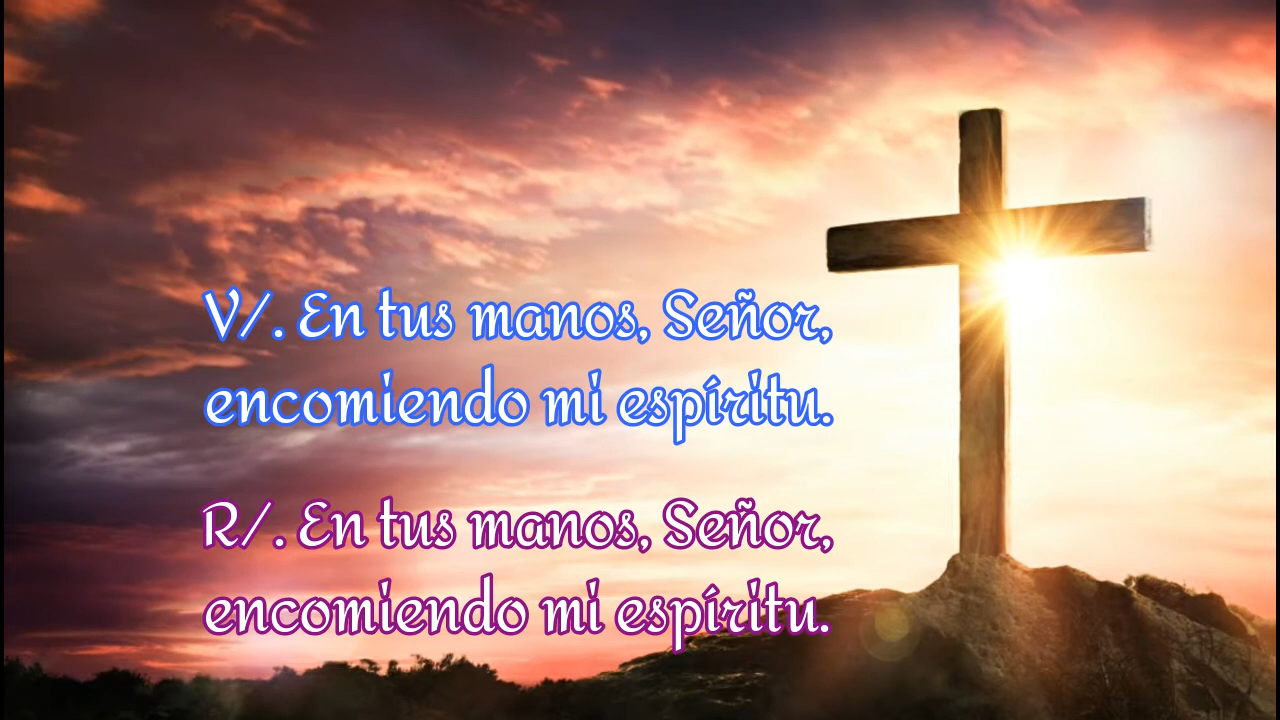 V/. En tus manos, Señor,
encomiendo mi espíritu.
R/. En tus manos, Señor,
encomiendo mi espíritu.